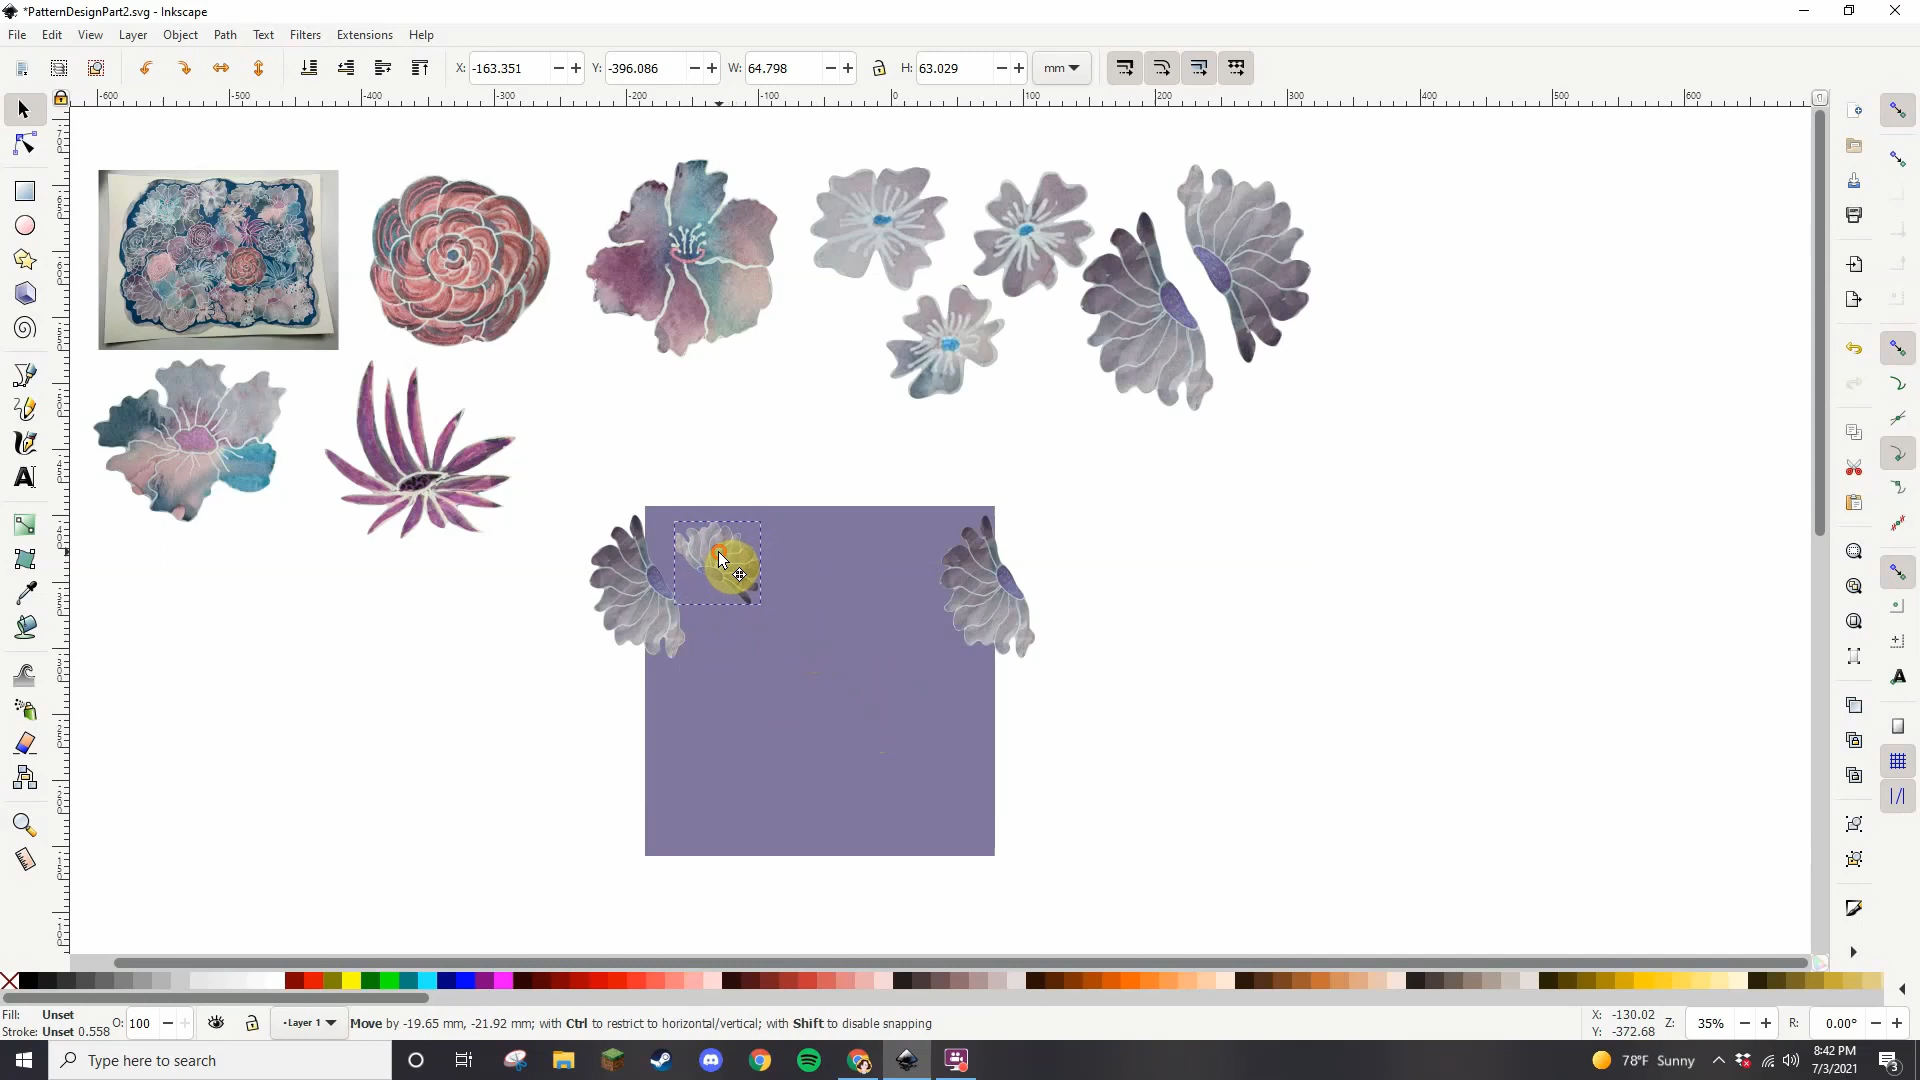 *PatternDesignPart2.svg - Inkscape
File Edit View Layer Object Path Text Filters Extensions Help
X: -163.351 Y: -396.086 W: 64.798 H: 63.029 mm
-600 -500 -400 -300 -200 -100 0 100 200 300 400 500 600
Fill: Unset O: 100 Layer 1 Move by -19.65 mm, -21.92 mm; with Ctrl to restrict to horizontal/vertical; with Shift to disable snapping X: -130.02 Z: 35% R: 0.00°
Stroke: Unset 0.558 Y: -372.68
Type here to search 78°F Sunny 8:42 PM
7/3/2021 3